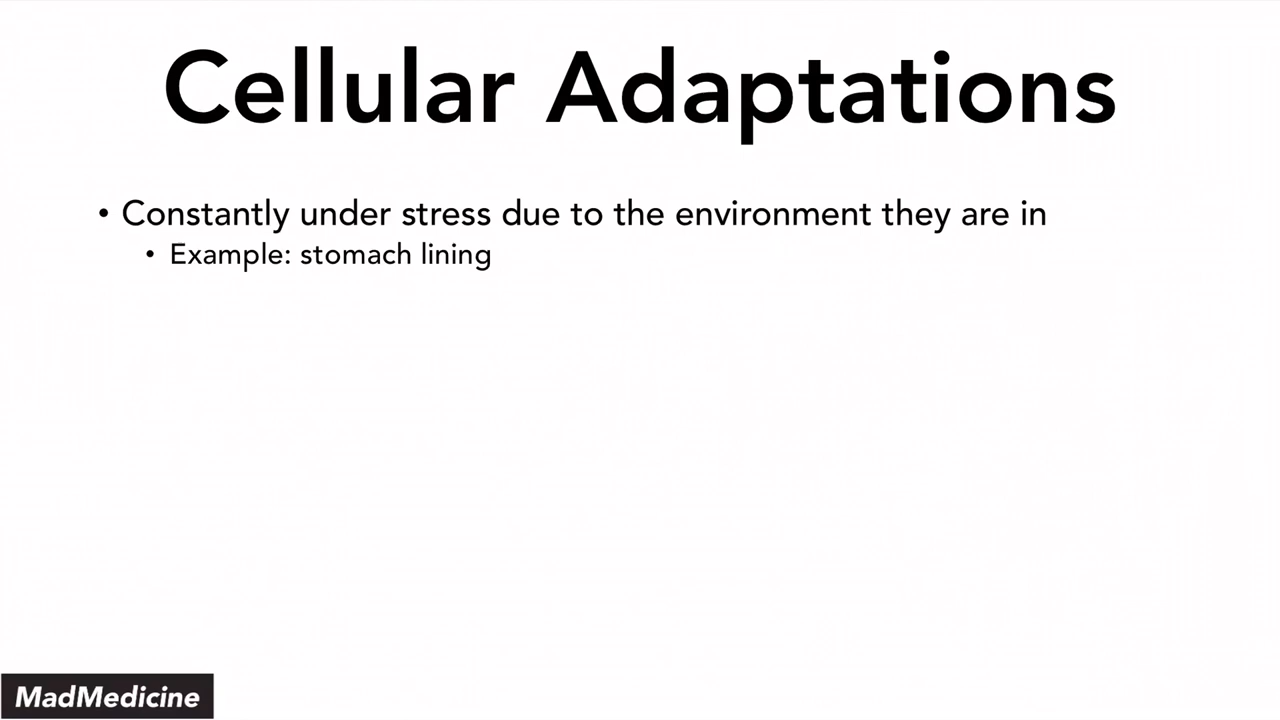 Cellular Adaptations
• Constantly under stress due to the environment they are in
• Example: stomach lining
MadMedicine